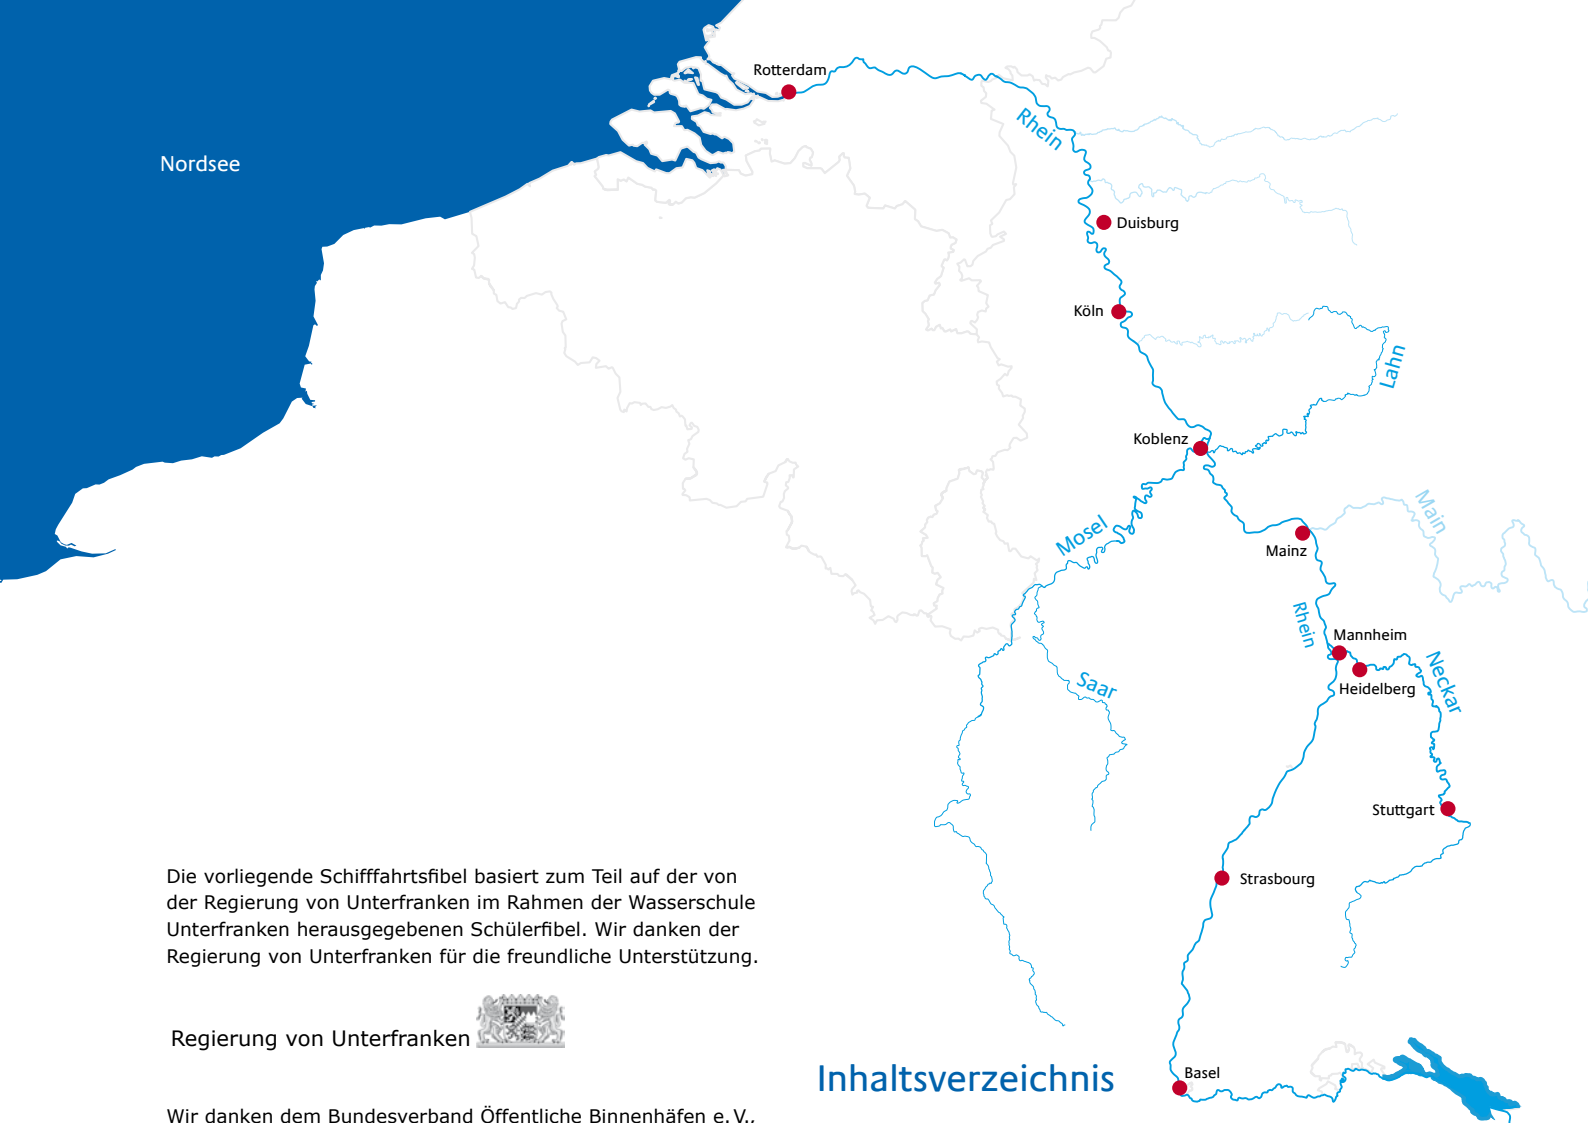 Rotterdam
Nordsee
Rhein
Duisburg
Köln
Lahn
Koblenz
Main
Mosel
Mainz
Rhein
Mannheim
Neckar
Heidelberg
Saar
Stuttgart
Strasbourg
Die vorliegende Schifffahrtsfibel basiert zum Teil auf der von
der Regierung von Unterfranken im Rahmen der Wasserschule
Unterfranken herausgegebenen Schülerfibel. Wir danken der
Regierung von Unterfranken für die freundliche Unterstützung.
Regierung von Unterfranken
Basel
Inhaltsverzeichnis
Wir danken dem Bundesverband Öffentliche Binnenhäfen e. V.,